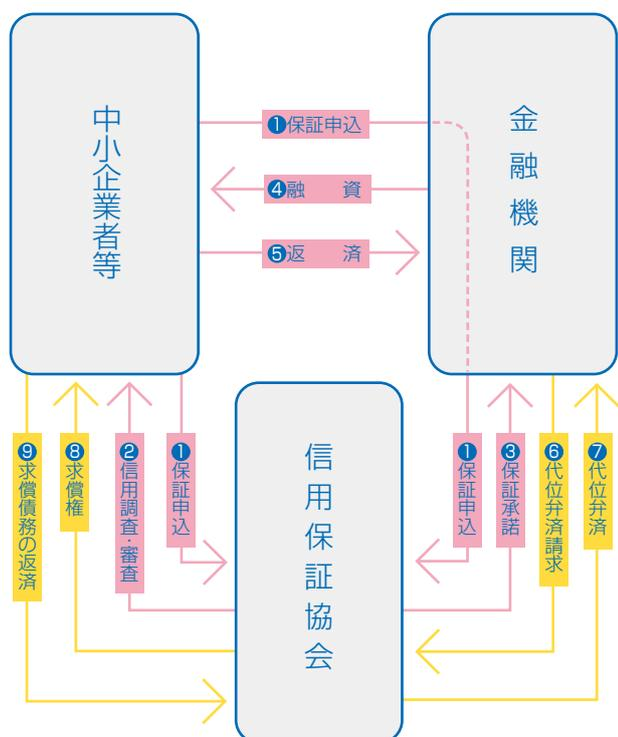 中小企業者等
金融機関
❶保証申込
❹融　資
❺返　済
❾求償債務の返済
❽求償権
❷信用調査・審査
❶保証申込
信用保証協会
❶保証申込
❸保証承諾
❻代位弁済請求
❼代位弁済